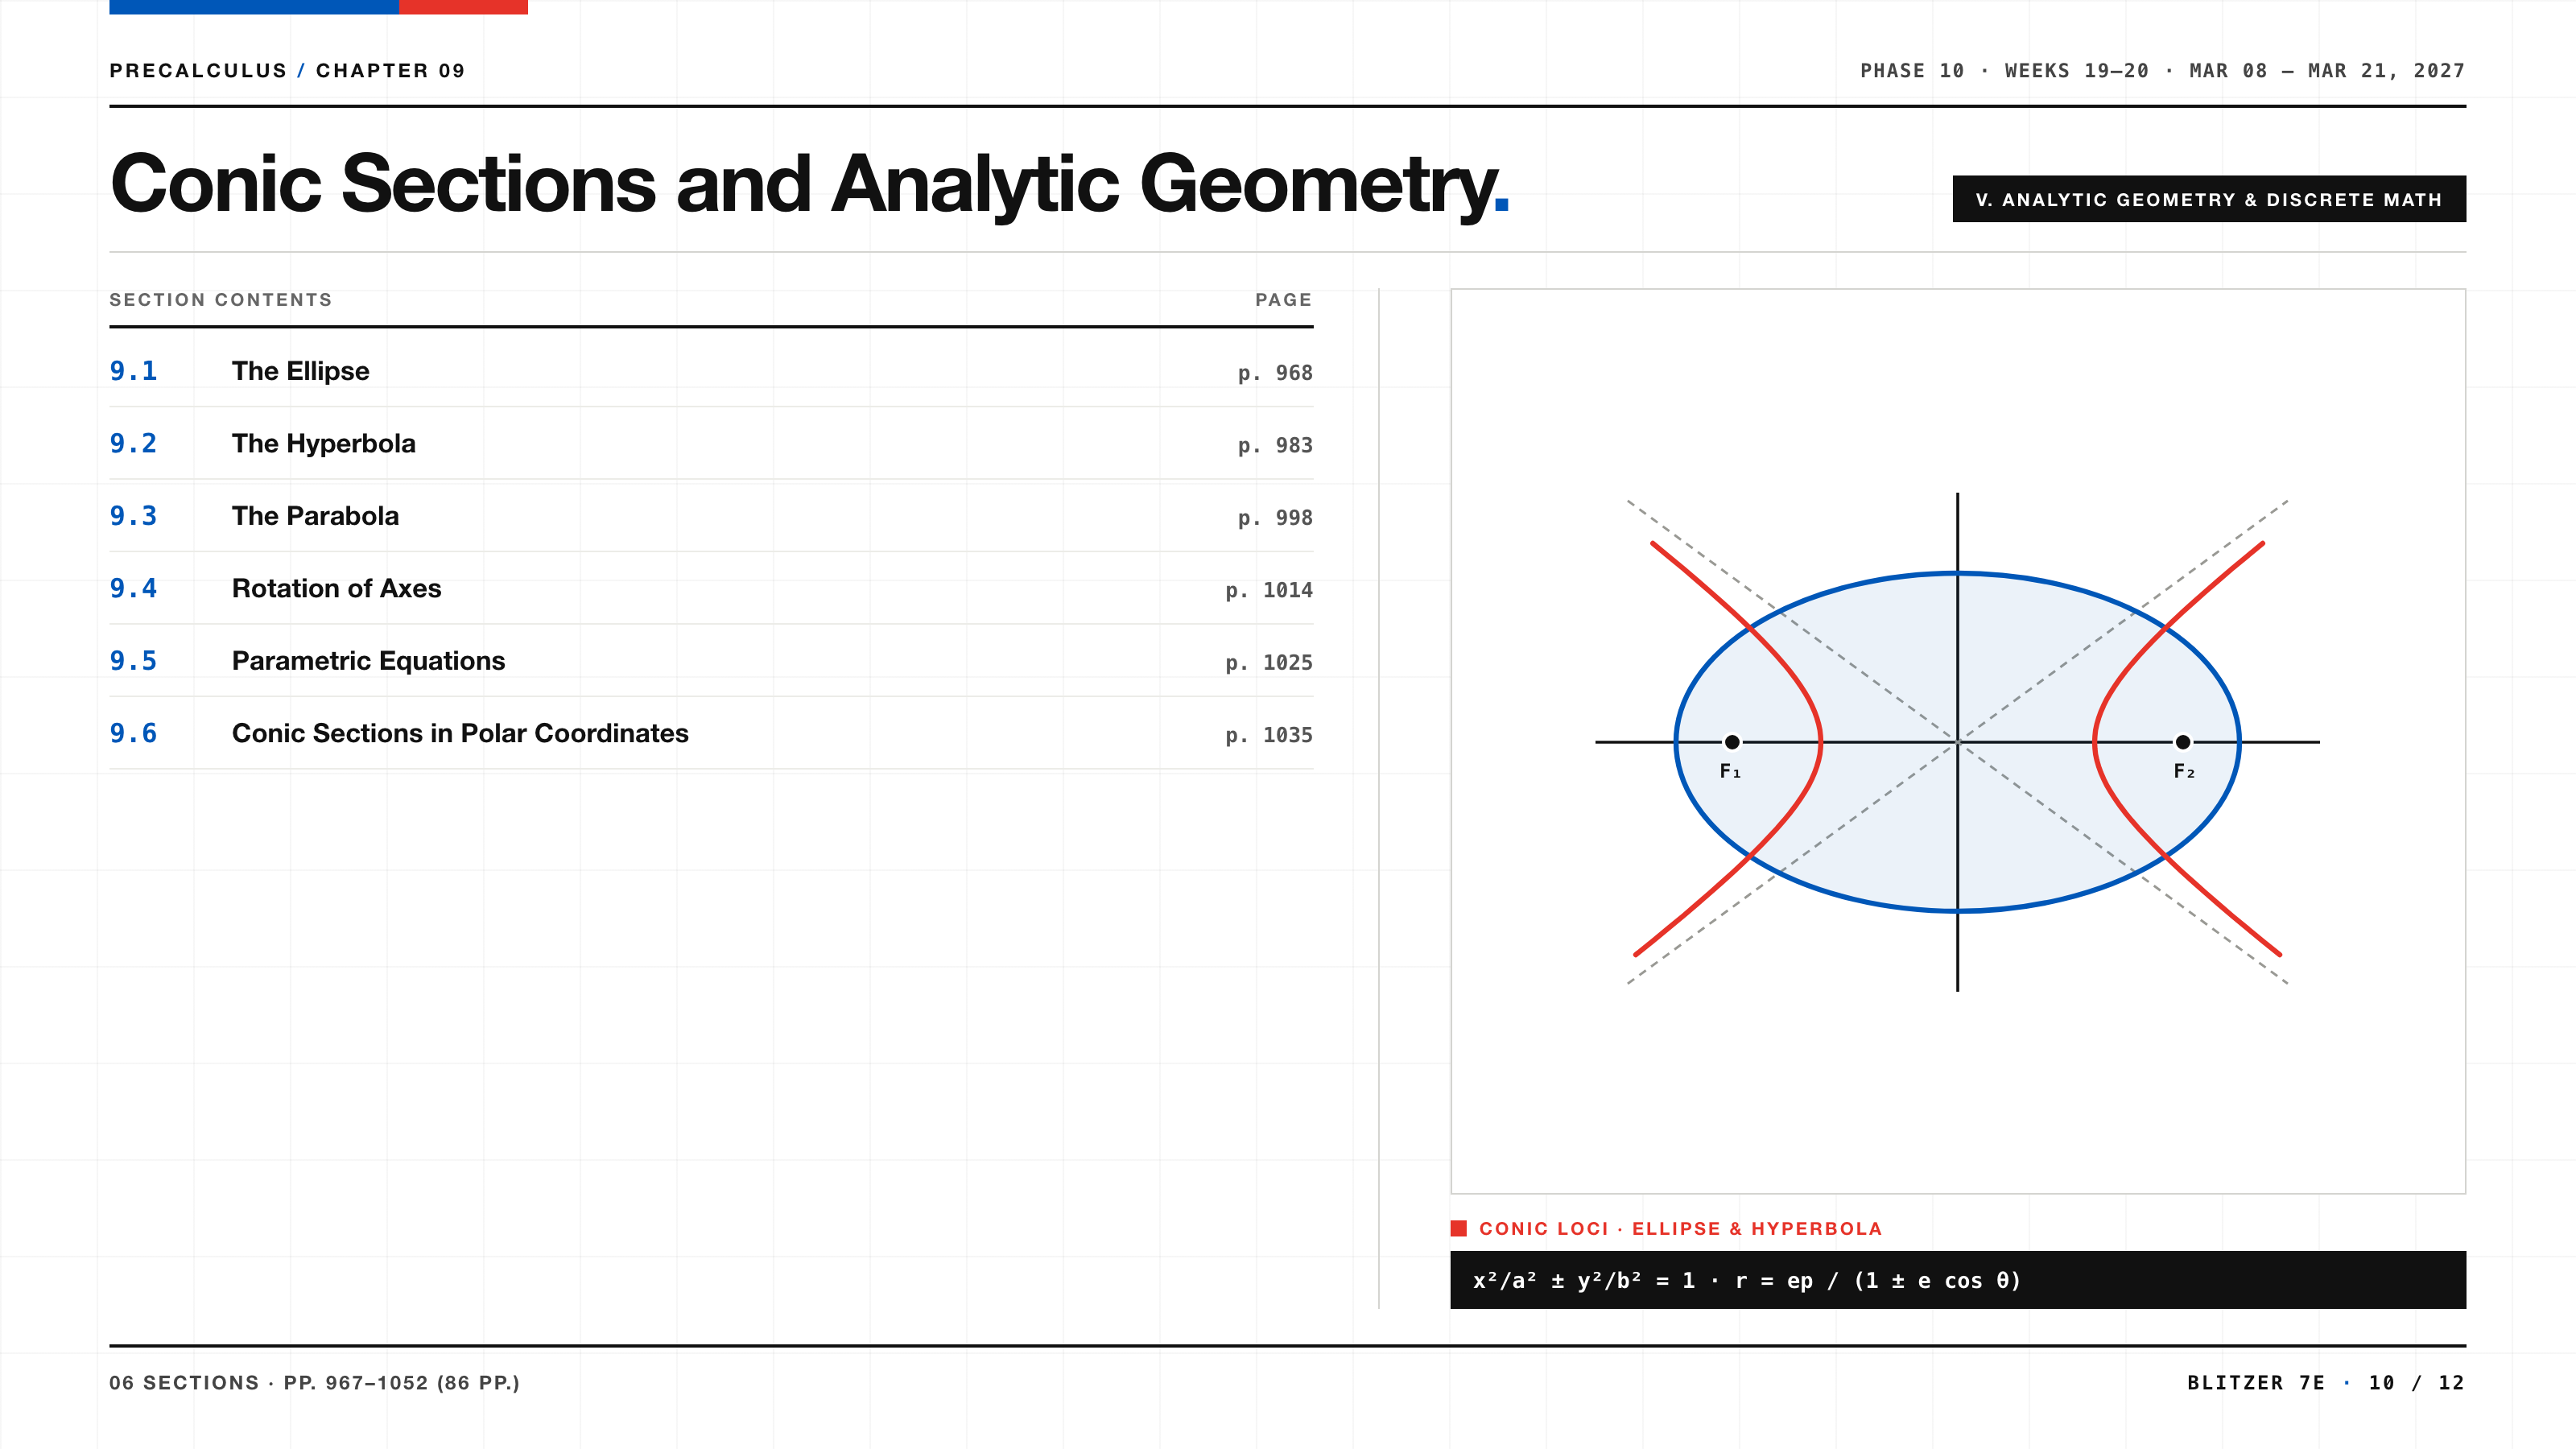 PRECALCULUS / CHAPTER 09
PHASE 10 · WEEKS 19–20 · MAR 08 – MAR 21, 2027
Conic Sections and Analytic Geometry.
V. ANALYTIC GEOMETRY & DISCRETE MATH
SECTION CONTENTS PAGE
9.1 The Ellipse p. 968
9.2 The Hyperbola p. 983
9.3 The Parabola p. 998
9.4 Rotation of Axes p. 1014
9.5 Parametric Equations p. 1025
9.6 Conic Sections in Polar Coordinates p. 1035
F₁ F₂
CONIC LOCI · ELLIPSE & HYPERBOLA
x²/a² ± y²/b² = 1 · r = ep / (1 ± e cos θ)
06 SECTIONS · PP. 967–1052 (86 PP.)
BLITZER 7E · 10 / 12